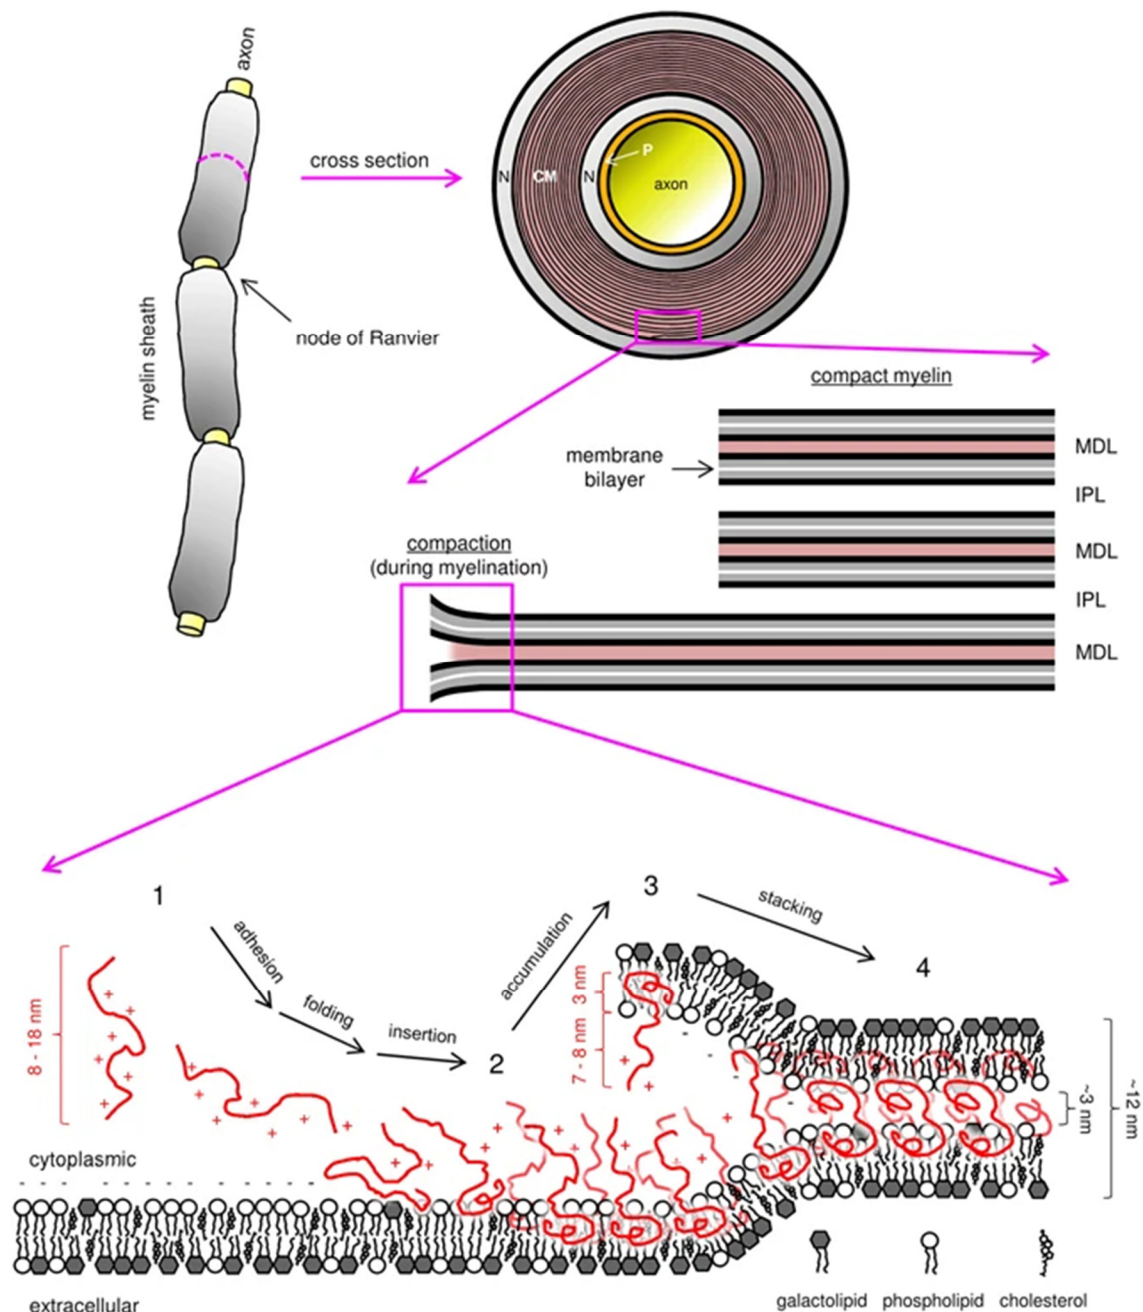 axon
cross section
N
CM
N
P
axon
myelin sheath
node of Ranvier
compact myelin
membrane
bilayer
MDL
IPL
MDL
IPL
MDL
compaction
(during myelination)
1
adhesion
folding
insertion
2
accumulation
3
stacking
4
8 - 18 nm
3 nm
7 - 8 nm
~3 nm
~12 nm
cytoplasmic
extracellular
galactolipid
phospholipid
cholesterol